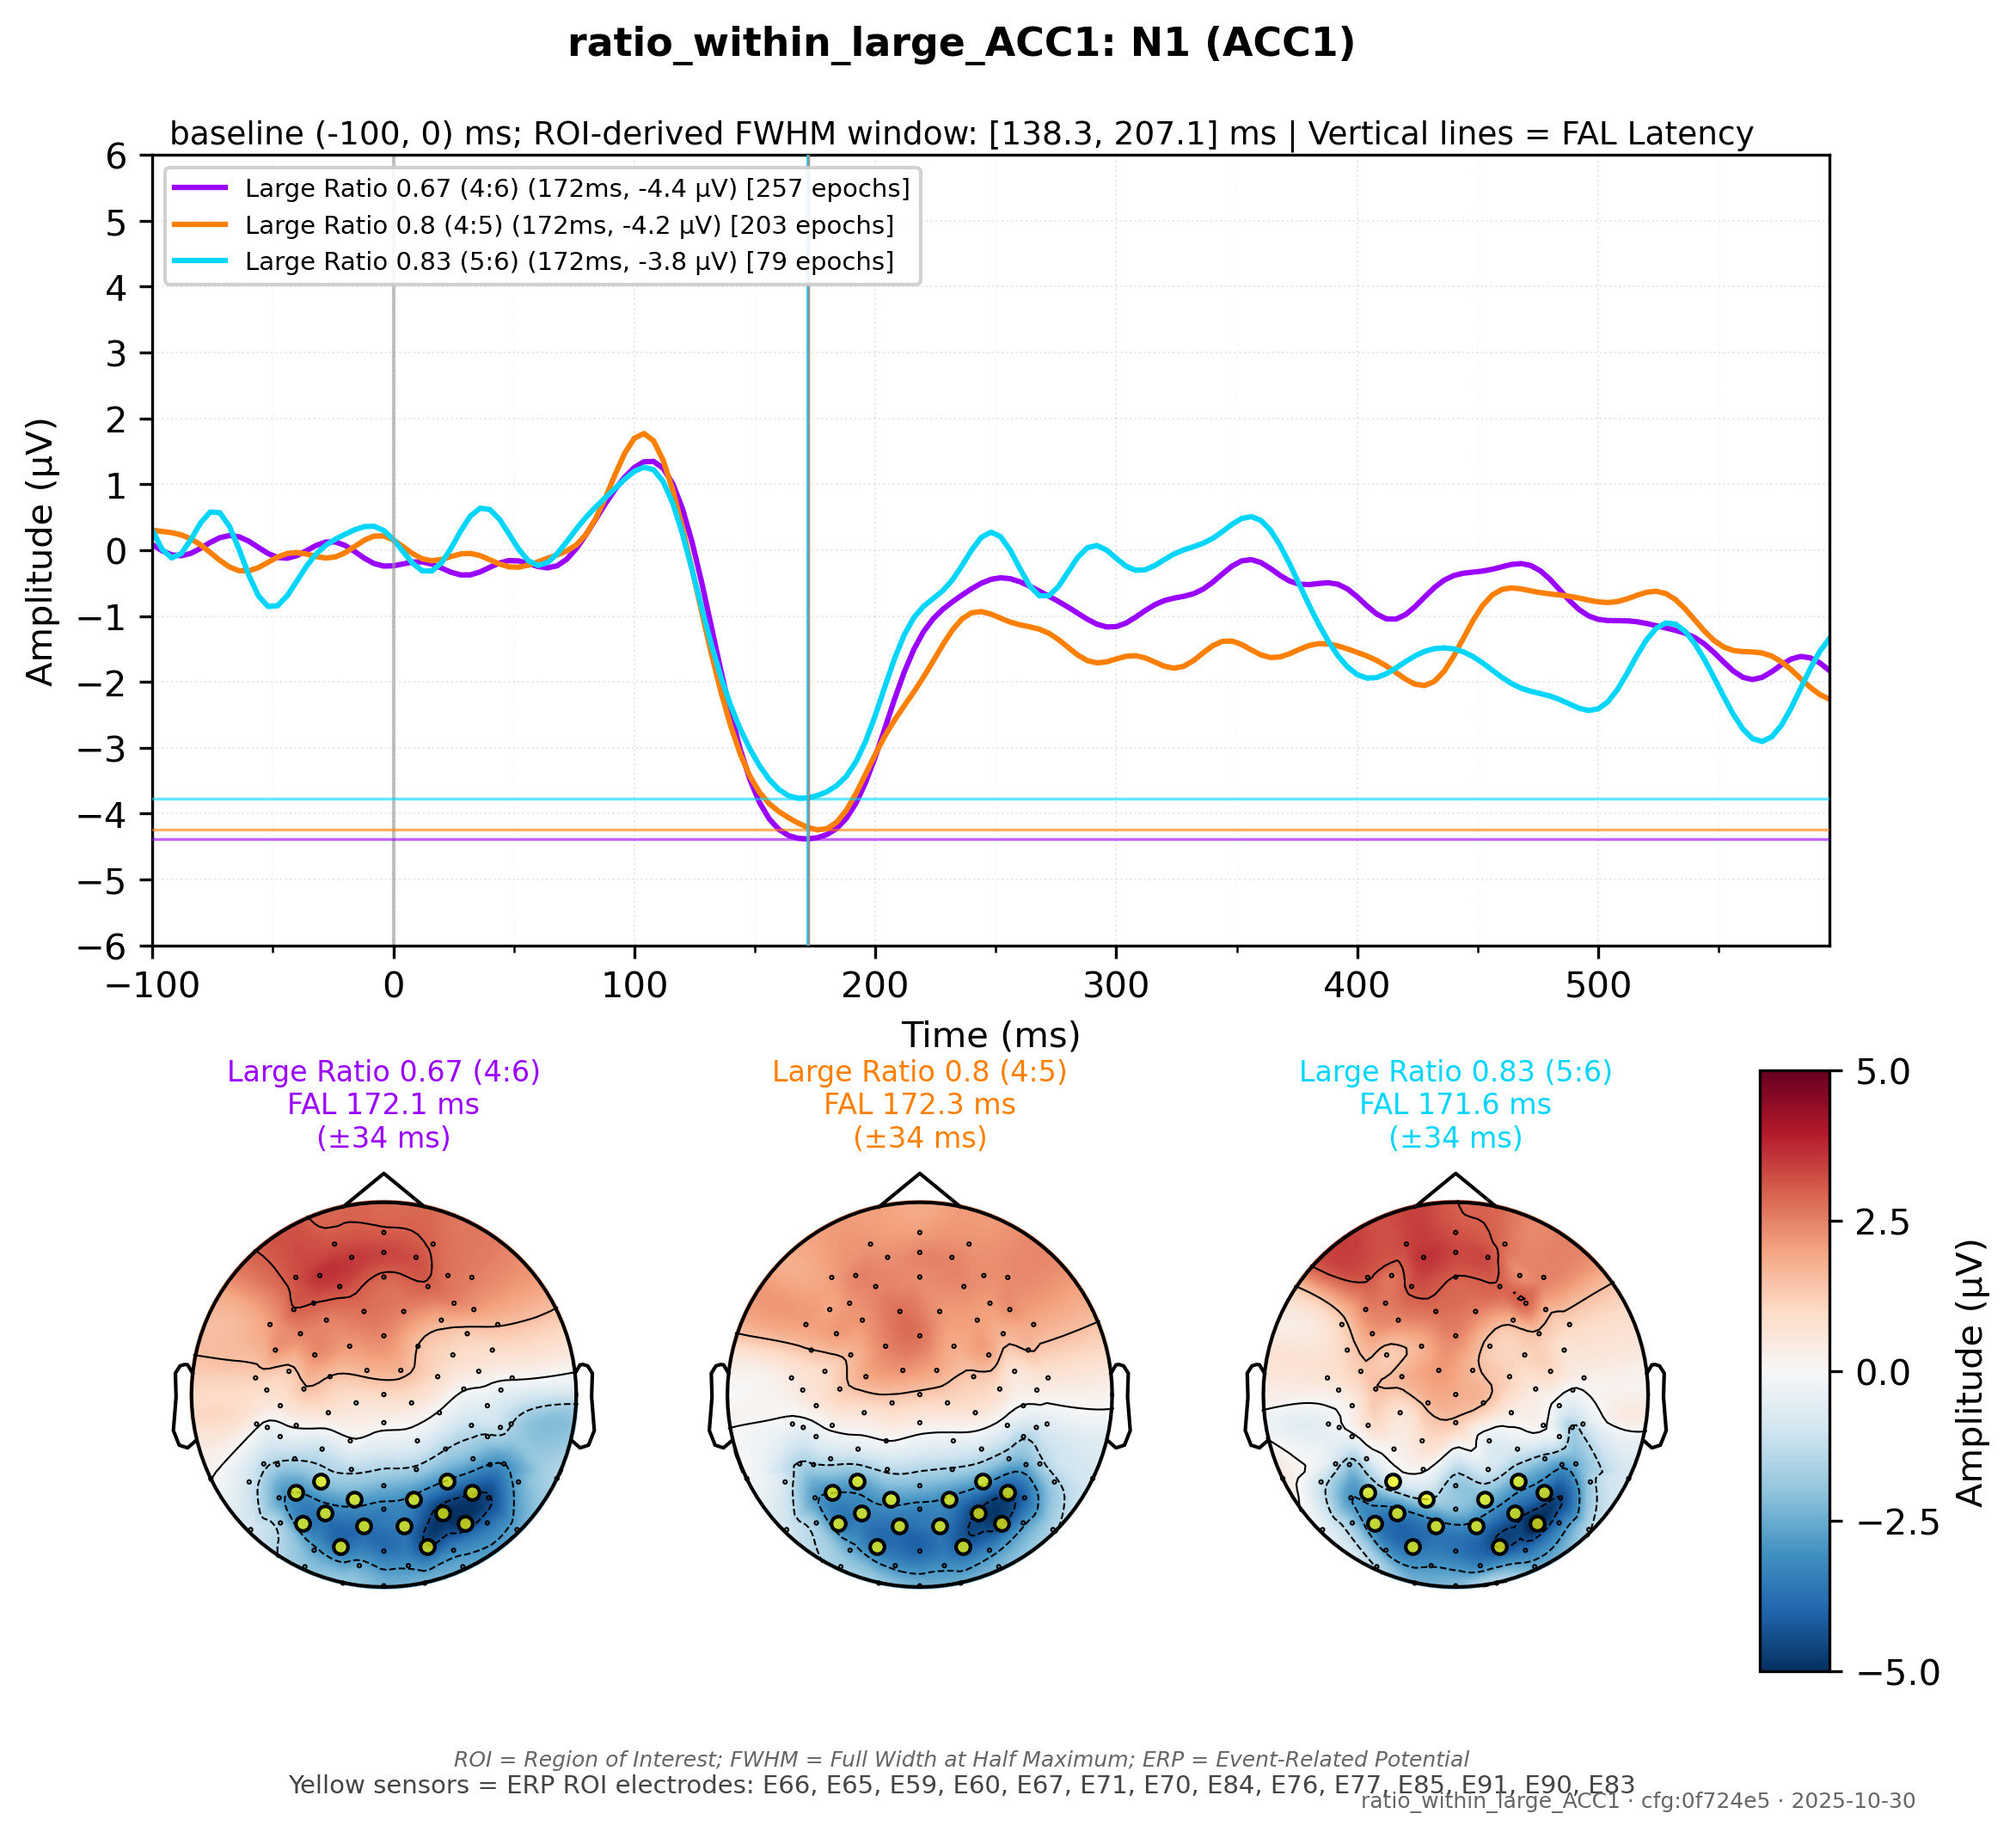 ratio_within_large_ACC1: N1 (ACC1)
baseline (-100, 0) ms; ROI-derived FWHM window: [138.3, 207.1] ms | Vertical lines = FAL Latency
Large Ratio 0.67 (4:6) (172ms, -4.4 µV) [257 epochs]
Large Ratio 0.8 (4:5) (172ms, -4.2 µV) [203 epochs]
Large Ratio 0.83 (5:6) (172ms, -3.8 µV) [79 epochs]
6
5
4
3
2
1
0
−1
−2
−3
−4
−5
−6
Amplitude (µV)
−100 0 100 200 300 400 500
Time (ms)
Large Ratio 0.67 (4:6)
FAL 172.1 ms
(±34 ms)
Large Ratio 0.8 (4:5)
FAL 172.3 ms
(±34 ms)
Large Ratio 0.83 (5:6)
FAL 171.6 ms
(±34 ms)
5.0
2.5
0.0
−2.5
−5.0
Amplitude (µV)
ROI = Region of Interest; FWHM = Full Width at Half Maximum; ERP = Event-Related Potential
Yellow sensors = ERP ROI electrodes: E66, E65, E59, E60, E67, E71, E70, E84, E76, E77, E85, E91, E90, E83
ratio_within_large_ACC1 · cfg:0f724e5 · 2025-10-30